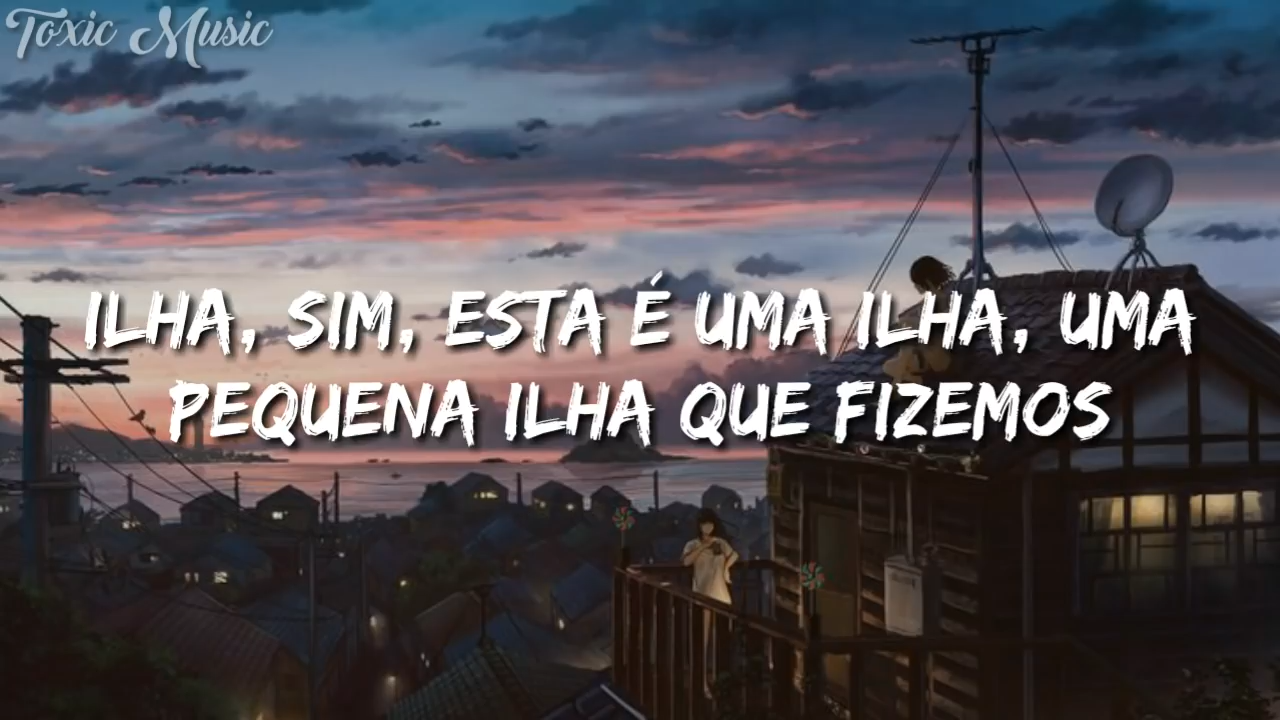 Toxic Music
ILHA, SIM, ESTA É UMA ILHA, UMA
PEQUENA ILHA QUE FIZEMOS